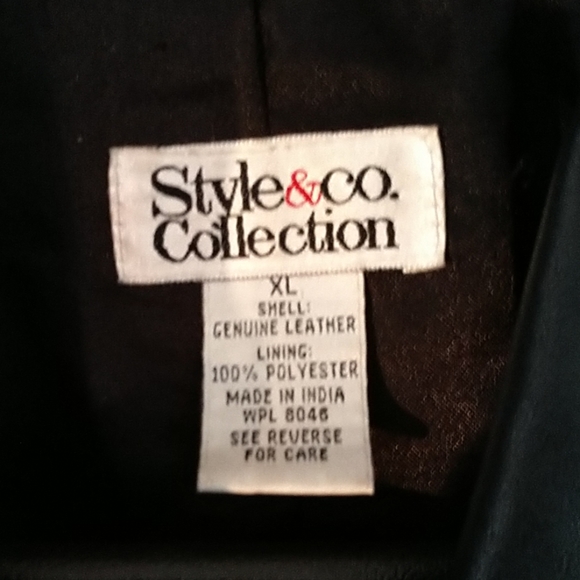 Style&co.
Collection
XL
SHELL:
GENUINE LEATHER
LINING:
100% POLYESTER
MADE IN INDIA
WPL 8046
SEE REVERSE
FOR CARE